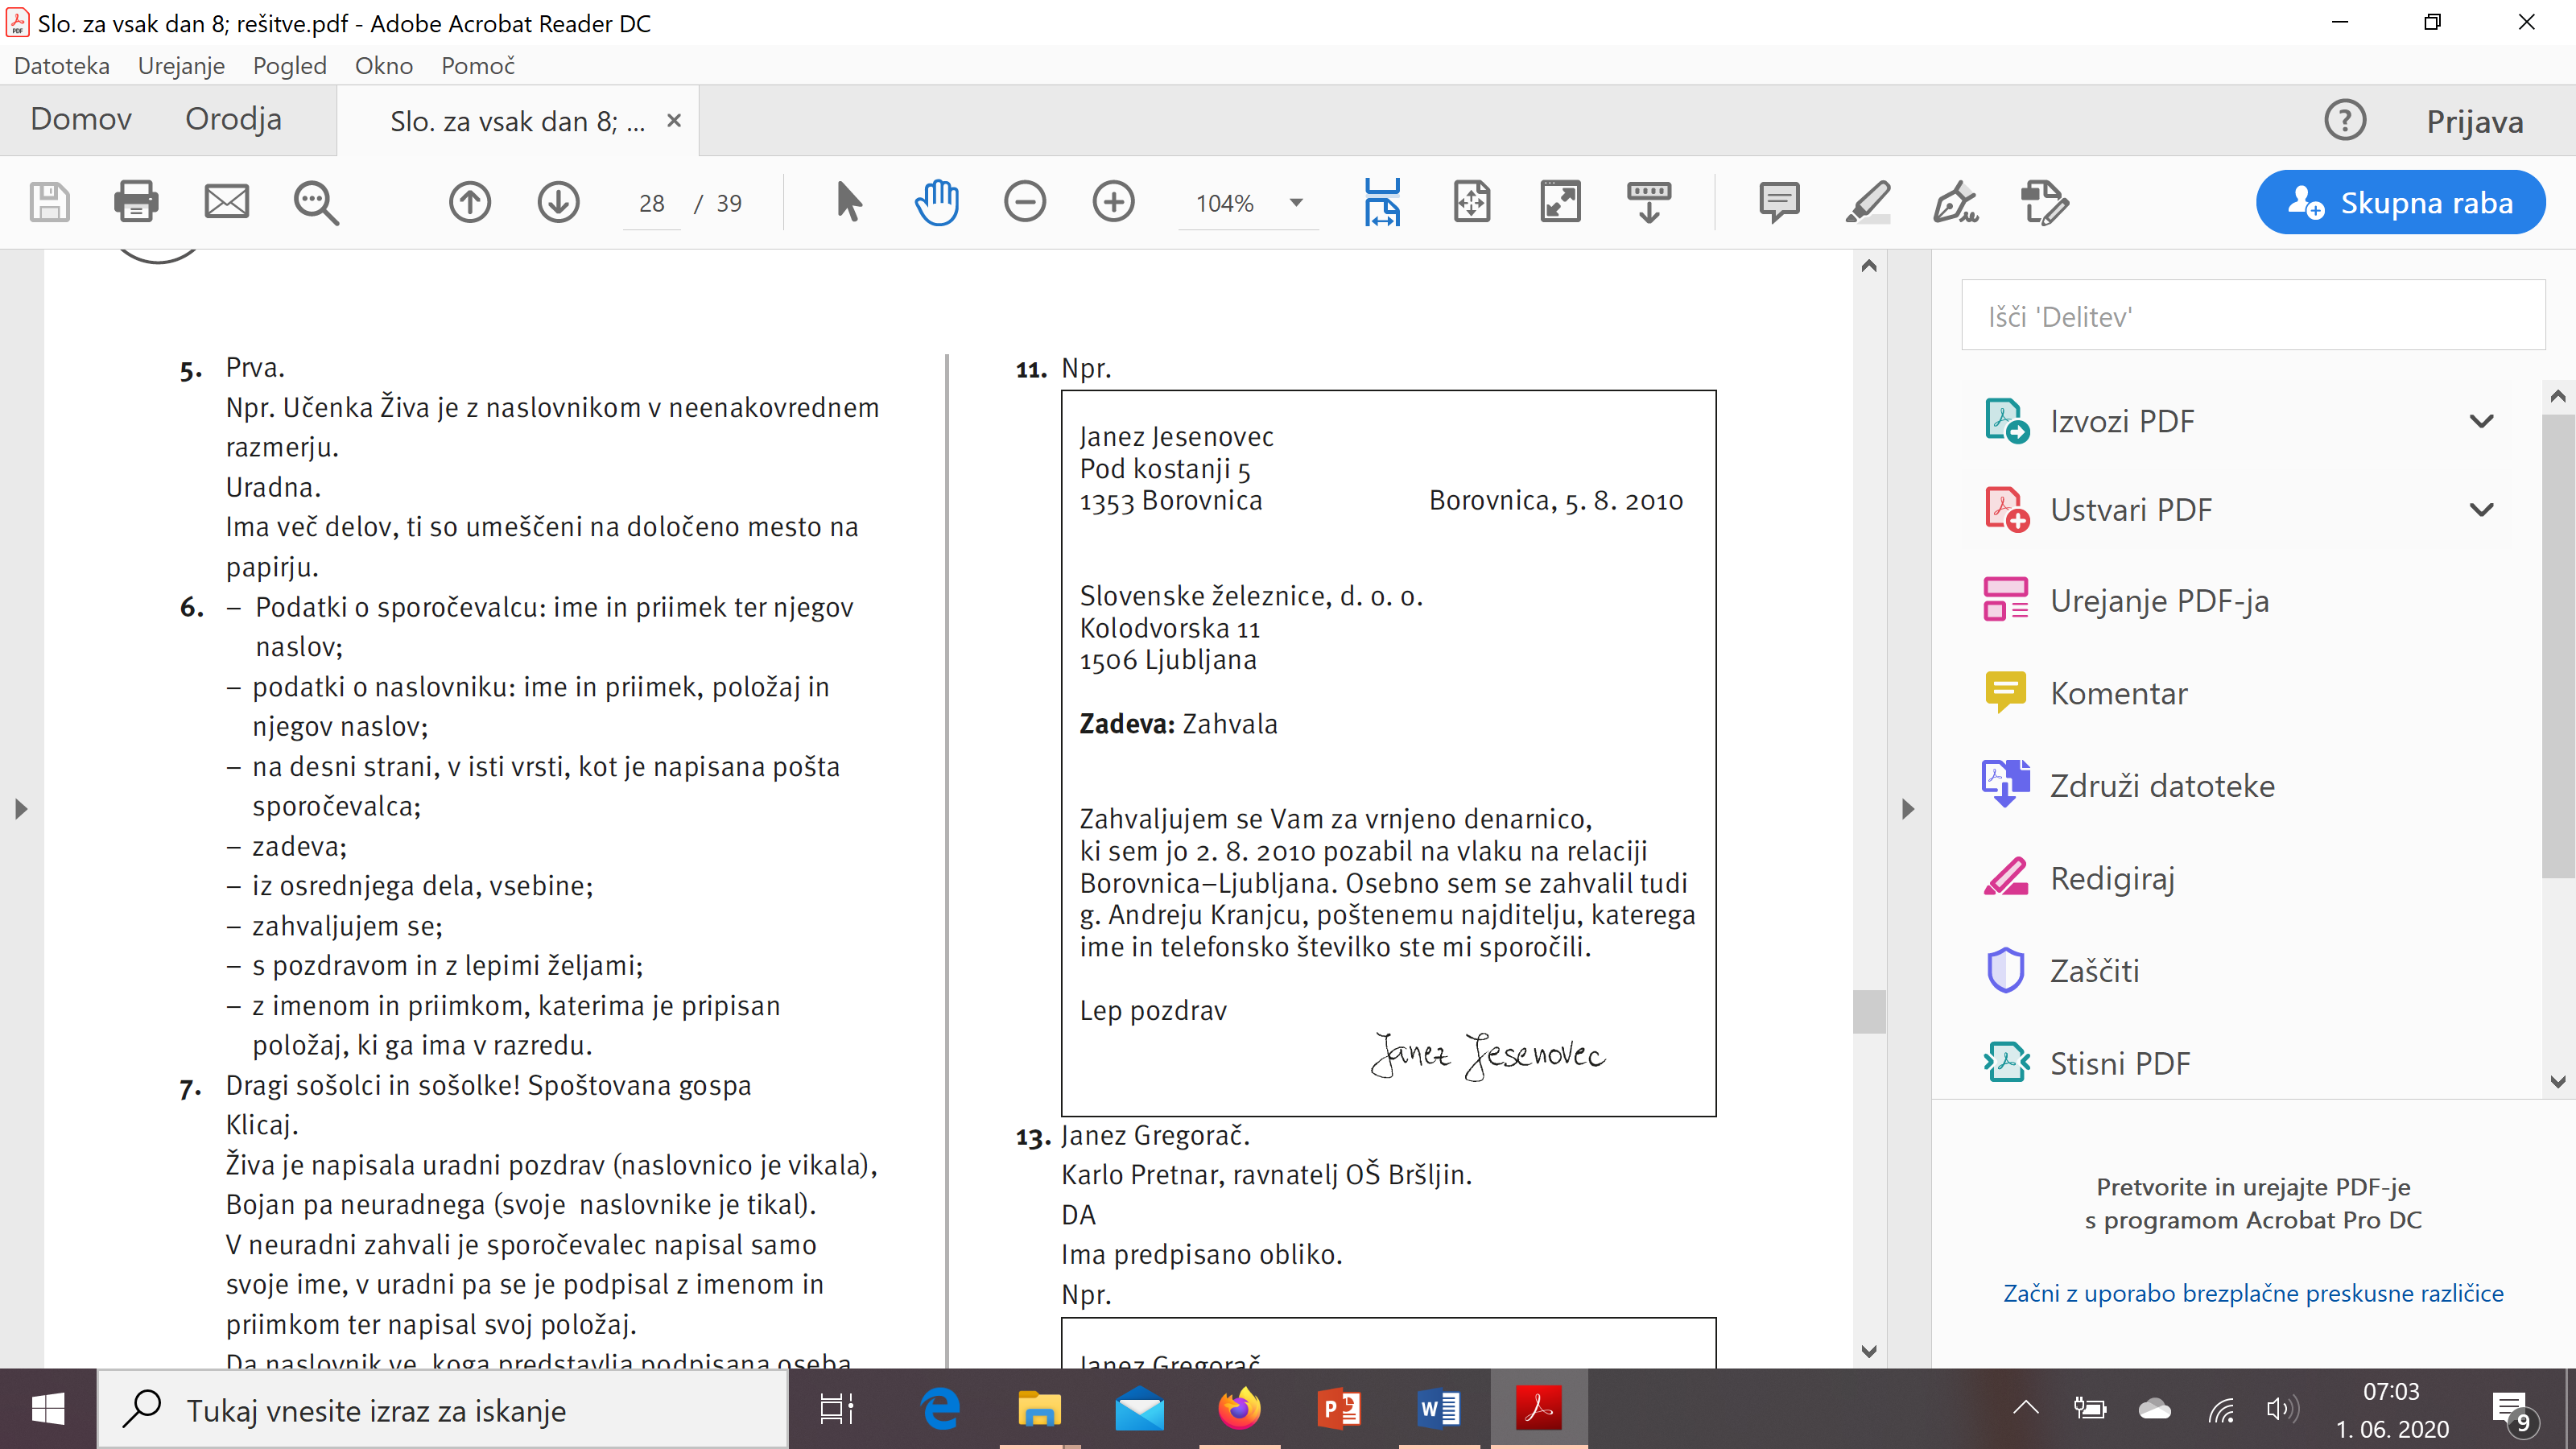 Slo. za vsak dan 8; rešitve.pdf - Adobe Acrobat Reader DC
Datoteka Urejanje Pogled Okno Pomoč
Domov Orodja Slo. za vsak dan 8; ... × ? Prijava
28 / 39 104% Skupna raba
5. Prva.
Npr. Učenka Živa je z naslovnikom v neenakovrednem
razmerju.
Uradna.
Ima več delov, ti so umeščeni na določeno mesto na
papirju.
6. – Podatki o sporočevalcu: ime in priimek ter njegov
naslov;
– podatki o naslovniku: ime in priimek, položaj in
njegov naslov;
– na desni strani, v isti vrsti, kot je napisana pošta
sporočevalca;
– zadeva;
– iz osrednjega dela, vsebine;
– zahvaljujem se;
– s pozdravom in z lepimi željami;
– z imenom in priimkom, katerima je pripisan
položaj, ki ga ima v razredu.
7. Dragi sošolci in sošolke! Spoštovana gospa
Klicaj.
Živa je napisala uradni pozdrav (naslovnico je vikala),
Bojan pa neuradnega (svoje naslovnike je tikal).
V neuradni zahvali je sporočevalec napisal samo
svoje ime, v uradni pa se je podpisal z imenom in
priimkom ter napisal svoj položaj.
Da naslovnik ve, koga predstavlja podpisana oseba
11. Npr.
Janez Jesenovec
Pod kostanji 5
1353 Borovnica Borovnica, 5. 8. 2010
Slovenske železnice, d. o. o.
Kolodvorska 11
1506 Ljubljana
Zadeva: Zahvala
Zahvaljujem se Vam za vrnjeno denarnico,
ki sem jo 2. 8. 2010 pozabil na vlaku na relaciji
Borovnica–Ljubljana. Osebno sem se zahvalil tudi
g. Andreju Kranjcu, poštenemu najditelju, katerega
ime in telefonsko številko ste mi sporočili.
Lep pozdrav
Janez Jesenovec
13. Janez Gregorač.
Karlo Pretnar, ravnatelj OŠ Bršljin.
DA
Ima predpisano obliko.
Npr.
Janez Gregorač
Išči 'Delitev'
Izvozi PDF
Ustvari PDF
Urejanje PDF-ja
Komentar
Združi datoteke
Redigiraj
Zaščiti
Stisni PDF
Pretvorite in urejajte PDF-je
s programom Acrobat Pro DC
Začni z uporabo brezplačne preskusne različice
Tukaj vnesite izraz za iskanje
07:03
1. 06. 2020
9